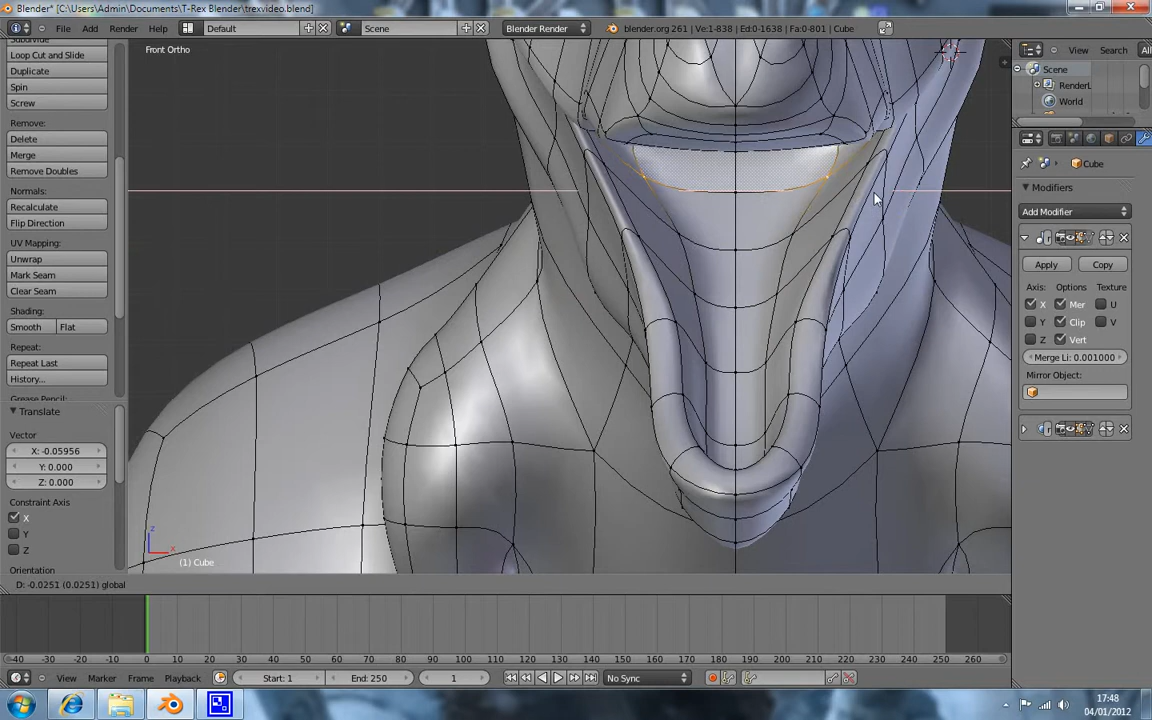 Blender* [C:\Users\Admin\Documents\T-Rex Blender\trexvideo.blend]
File Add Render Help Default Scene Blender Render blender.org 261 | Ve:1-838 | Ed:0-1638 | Fa:0-801 | Cube
View Search All
Front Ortho
Loop Cut and Slide
Duplicate
Spin
Screw
Remove:
Delete
Merge
Remove Doubles
Normals:
Recalculate
Flip Direction
UV Mapping:
Unwrap
Mark Seam
Clear Seam
Shading:
Smooth Flat
Repeat:
Repeat Last
History...
Translate
Vector
X: -0.05956
Y: 0.000
Z: 0.000
Constraint Axis
X
Y
Z
Orientation
z
x
(1) Cube
D: -0.0251 (0.0251) global
Scene
RenderL
World
Cube
Modifiers
Add Modifier
Apply Copy
Axis: Options Texture
X Mer U
Y Clip V
Z Vert
Merge Li: 0.001000
Mirror Object:
-40 -30 -20 -10 0 10 20 30 40 50 60 70 80 90 100 110 120 130 140 150 160 170 180 190 200 210 220 230 240 250 260
View Marker Frame Playback Start: 1 End: 250 1 No Sync
17:48
04/01/2012